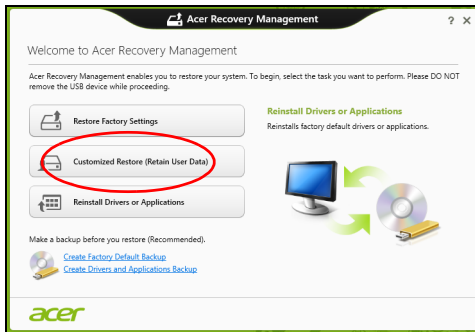 Acer Recovery Management
? X
Welcome to Acer Recovery Management
Acer Recovery Management enables you to restore your system. To begin, select the task you want to perform. Please DO NOT
remove the USB device while proceeding.
Restore Factory Settings
Customized Restore (Retain User Data)
Reinstall Drivers or Applications
Reinstall Drivers or Applications
Reinstalls factory default drivers or applications.
Make a backup before you restore (Recommended).
Create Factory Default Backup
Create Drivers and Applications Backup
acer